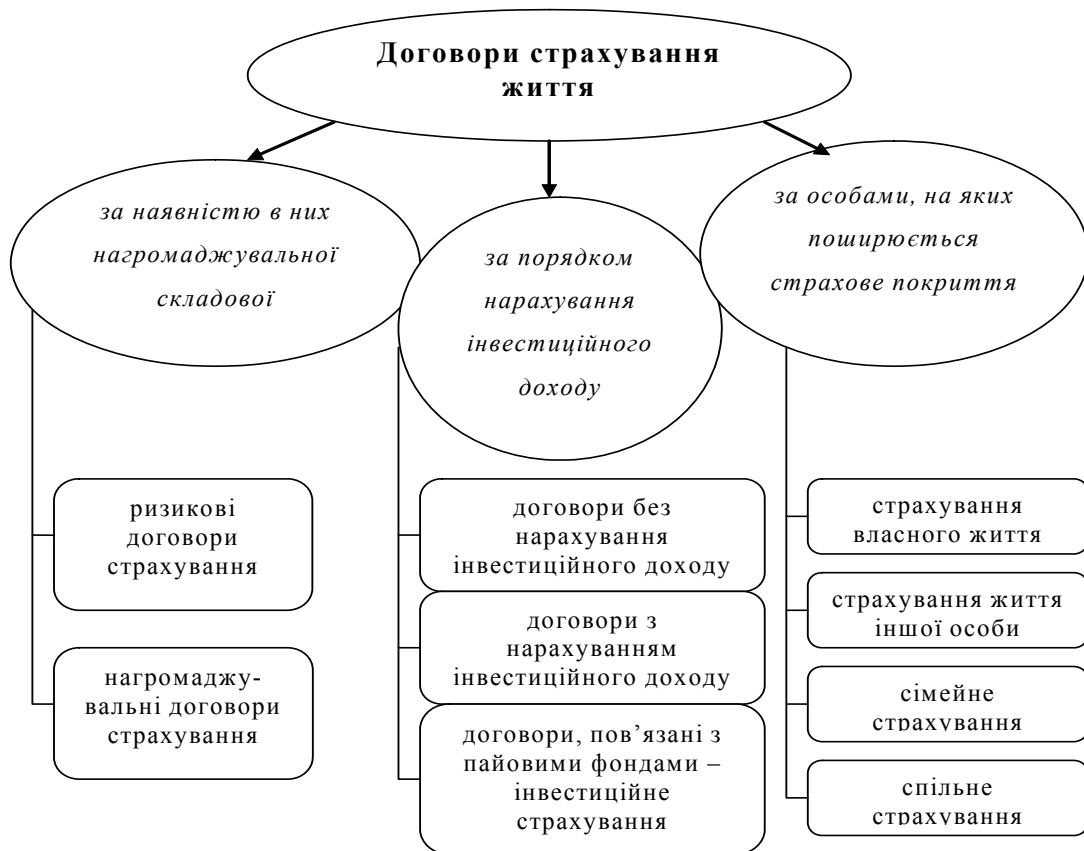 Договори страхування
життя
за наявністю в них
нагромаджувальної
складової
за порядком
нарахування
інвестиційного
доходу
за особами, на яких
поширюється
страхове покриття
ризикові
договори
страхування
нагромаджу-
вальні договори
страхування
договори без
нарахування
інвестиційного доходу
договори з
нарахуванням
інвестиційного доходу
договори, пов’язані з
пайовими фондами –
інвестиційне
страхування
страхування
власного життя
страхування життя
іншої особи
сімейне
страхування
спільне
страхування